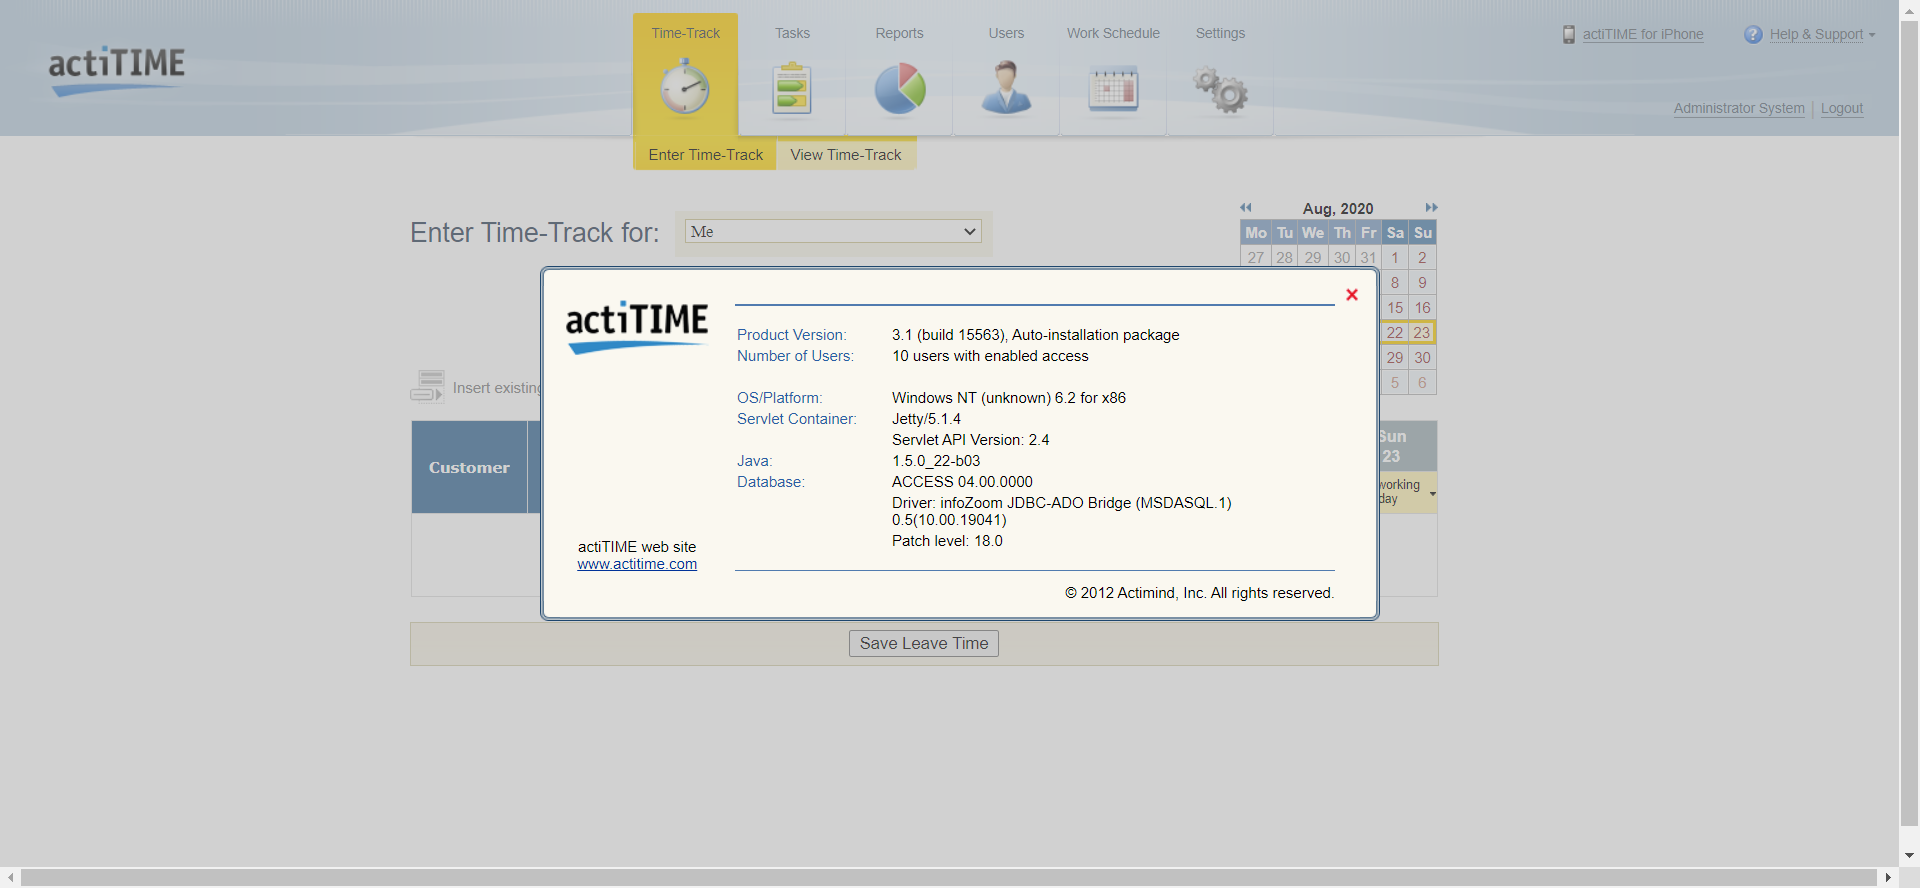 actiTIME
Time-Track
Tasks
Reports
Users
Work Schedule
Settings
actiTIME for iPhone
? Help & Support
Administrator System | Logout
Enter Time-Track
View Time-Track
Enter Time-Track for:
Me
Aug, 2020
Mo Tu We Th Fr Sa Su
27 28 29 30 31 1 2
8 9
15 16
22 23
29 30
5 6
Insert existing
Customer
Sun
23
working
day
actiTIME
Product Version: 3.1 (build 15563), Auto-installation package
Number of Users: 10 users with enabled access
OS/Platform: Windows NT (unknown) 6.2 for x86
Servlet Container: Jetty/5.1.4
Servlet API Version: 2.4
Java: 1.5.0_22-b03
Database: ACCESS 04.00.0000
Driver: infoZoom JDBC-ADO Bridge (MSDASQL.1)
0.5(10.00.19041)
Patch level: 18.0
actiTIME web site
www.actitime.com
© 2012 Actimind, Inc. All rights reserved.
Save Leave Time